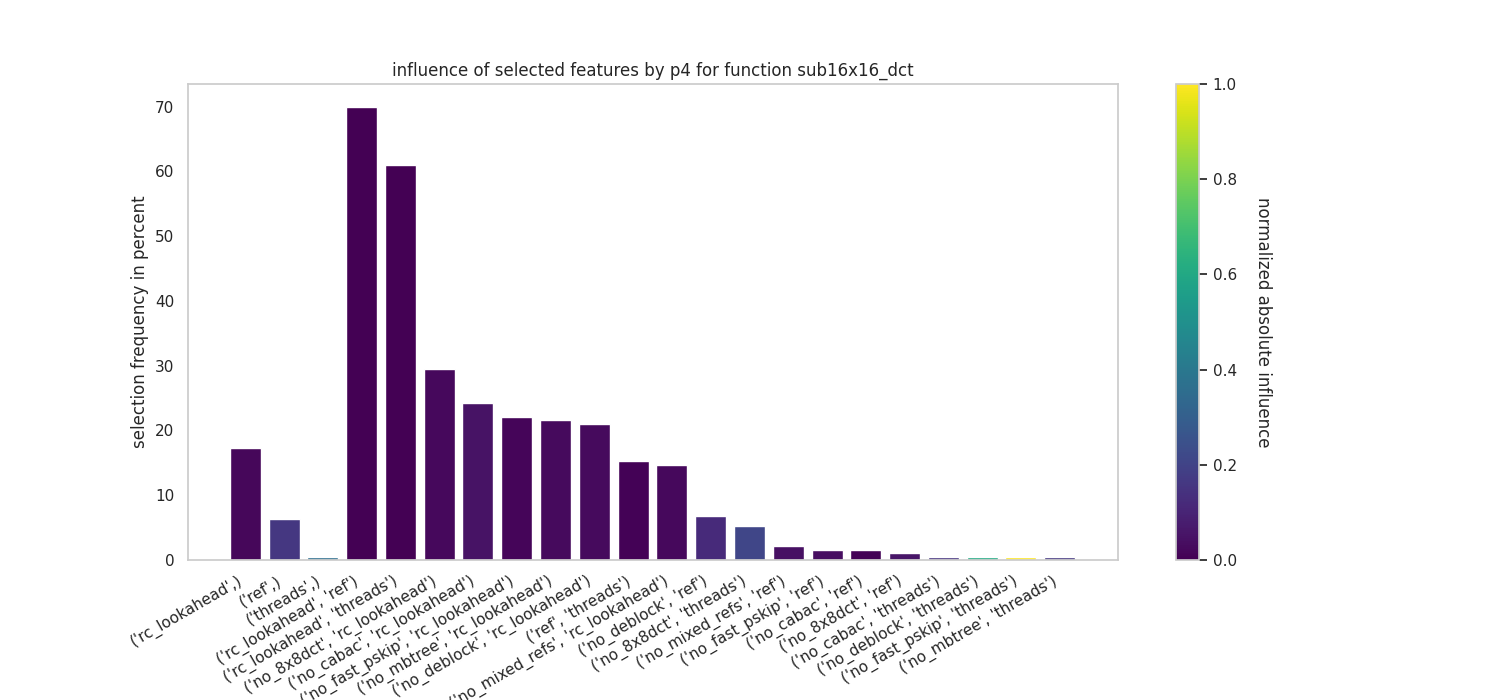 influence of selected features by p4 for function sub16x16_dct
selection frequency in percent
70
60
50
40
30
20
10
0
('rc_lookahead',)
('ref',)
('threads',)
('rc_lookahead', 'ref')
('rc_lookahead', 'threads')
('no_8x8dct', 'rc_lookahead')
('no_cabac', 'rc_lookahead')
('no_fast_pskip', 'rc_lookahead')
('no_mbtree', 'rc_lookahead')
('no_deblock', 'rc_lookahead')
('ref', 'threads')
('no_mixed_refs', 'rc_lookahead')
('no_deblock', 'ref')
('no_8x8dct', 'threads')
('no_mixed_refs', 'ref')
('no_fast_pskip', 'ref')
('no_cabac', 'ref')
('no_8x8dct', 'ref')
('no_cabac', 'threads')
('no_deblock', 'threads')
('no_fast_pskip', 'threads')
('no_mbtree', 'threads')
1.0
0.8
0.6
0.4
0.2
0.0
normalized absolute influence